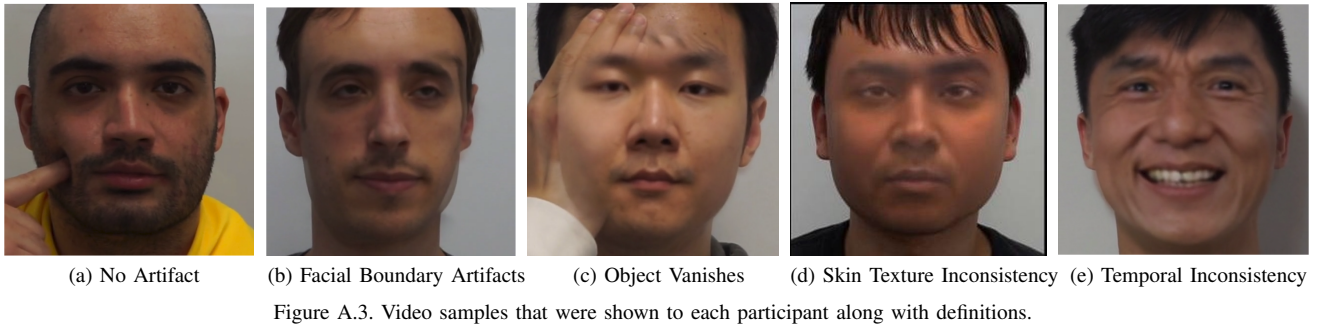 (a) No Artifact
(b) Facial Boundary Artifacts
(c) Object Vanishes
(d) Skin Texture Inconsistency
(e) Temporal Inconsistency
Figure A.3. Video samples that were shown to each participant along with definitions.